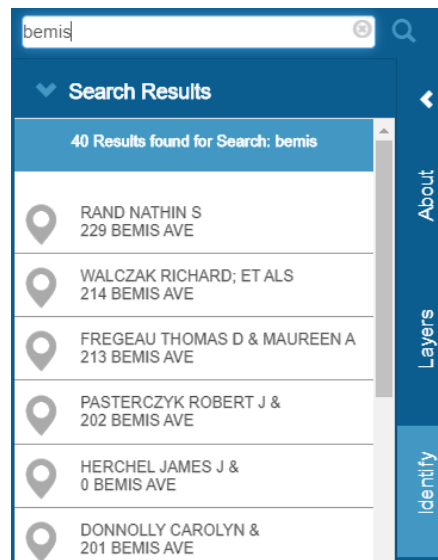 bemis
Search Results
40 Results found for Search: bemis
RAND NATHIN S
229 BEMIS AVE
WALCZAK RICHARD; ET ALS
214 BEMIS AVE
FREGEAU THOMAS D & MAUREEN A
213 BEMIS AVE
PASTERCZYK ROBERT J &
202 BEMIS AVE
HERCHEL JAMES J &
0 BEMIS AVE
DONNOLLY CAROLYN &
201 BEMIS AVE
About
Layers
Identify